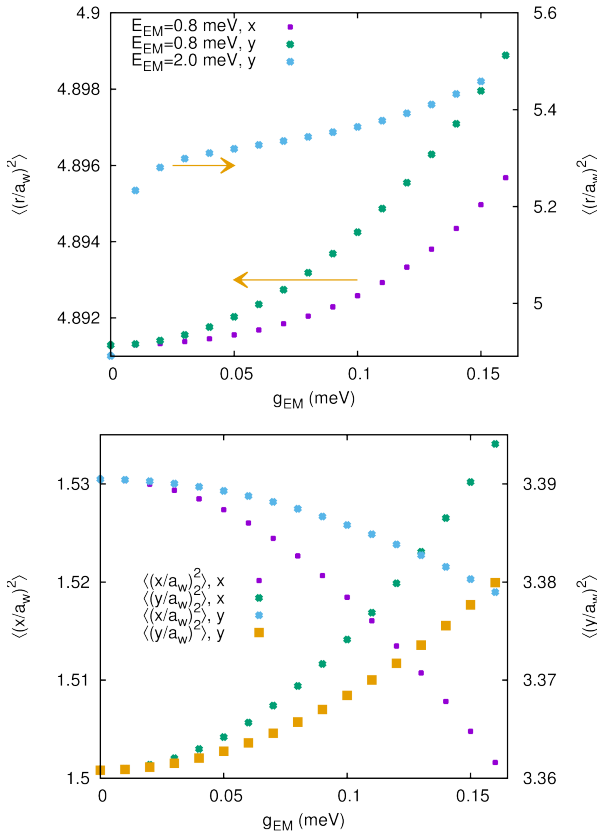 E_EM=0.8 meV, x
E_EM=0.8 meV, y
E_EM=2.0 meV, y
4.9
4.898
4.896
4.894
4.892
⟨(r/a_w)^2⟩
5.6
5.4
5.2
5
⟨(r/a_w)^2⟩
0
0.05
0.1
0.15
g_EM (meV)
1.53
1.52
1.51
1.5
⟨(x/a_w)^2⟩
⟨(x/a_w)^2⟩, x
⟨(y/a_w)^2⟩, x
⟨(x/a_w)^2⟩, y
⟨(y/a_w)^2⟩, y
3.39
3.38
3.37
3.36
⟨(y/a_w)^2⟩
0.00
0.05
0.1
0.15
g_EM (meV)